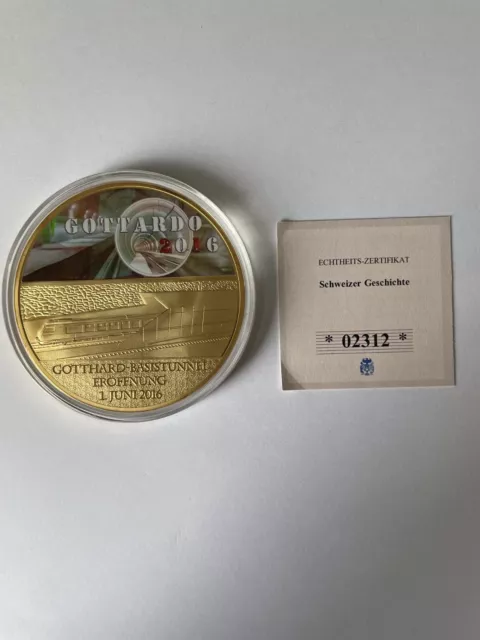 GOTTARDO
2016
GOTTHARD-BASISTUNNEL
ERÖFFNUNG
1. JUNI 2016
ECHTHEITS-ZERTIFIKAT
Schweizer Geschichte
* 02312 *